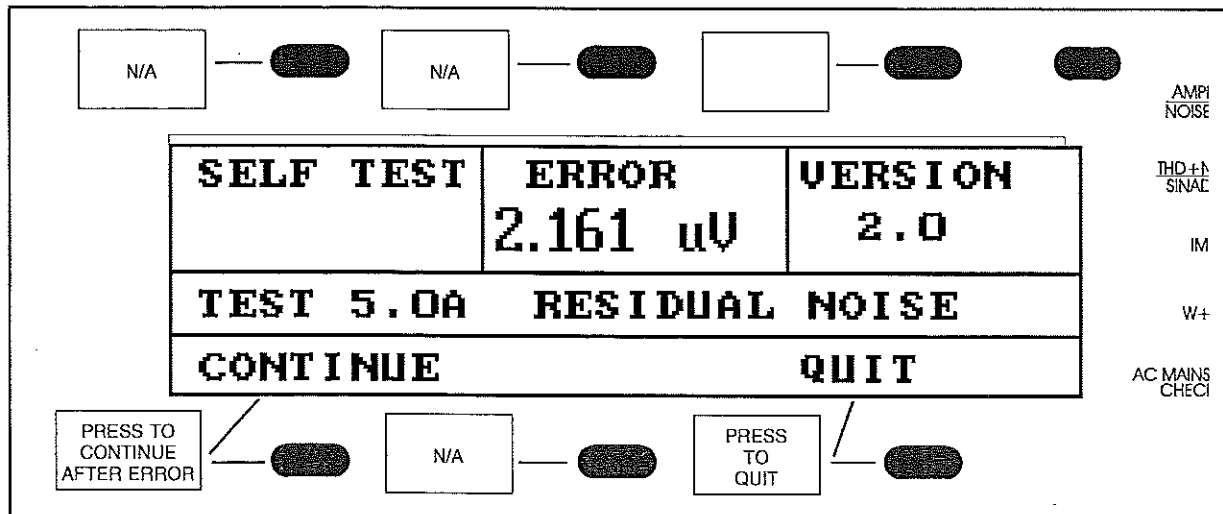 N/A
N/A
AMPL
NOISE
SELF TEST
ERROR
VERSION
2.161 uV
2.0
THD+N
SINAD
IM
TEST 5.0A RESIDUAL NOISE
W+
CONTINUE
QUIT
AC MAINS
CHECK
PRESS TO
CONTINUE
AFTER ERROR
N/A
PRESS
TO
QUIT